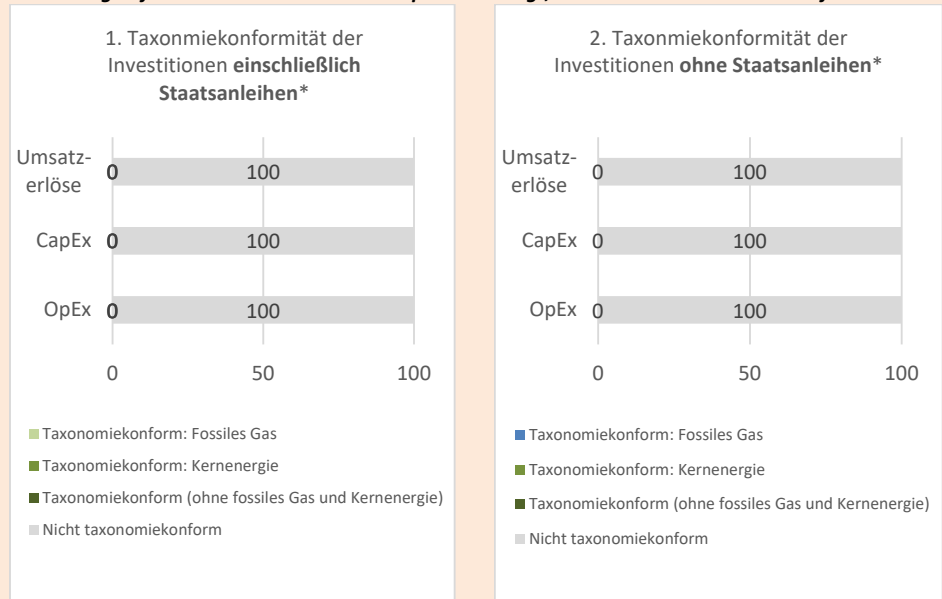 1. Taxonmiekonformität der
Investitionen einschließlich
Staatsanleihen*
Umsatz-
erlöse
0
100
CapEx
0
100
OpEx
0
100
0
50
100
Taxonomiekonform: Fossiles Gas
Taxonomiekonform: Kernenergie
Taxonomiekonform (ohne fossiles Gas und Kernenergie)
Nicht taxonomiekonform
2. Taxonmiekonformität der
Investitionen ohne Staatsanleihen*
Umsatz-
erlöse
0
100
CapEx
0
100
OpEx
0
100
0
50
100
Taxonomiekonform: Fossiles Gas
Taxonomiekonform: Kernenergie
Taxonomiekonform (ohne fossiles Gas und Kernenergie)
Nicht taxonomiekonform